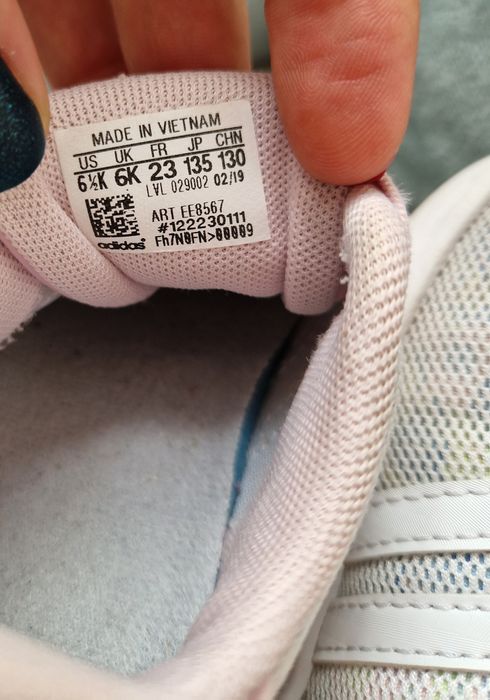 MADE IN VIETNAM
US UK FR JP CHN
6½K 6K 23 135 130
LVL 029002 02/19
ART EE8567
#122230111
Fh7N0FN>00009
adidas